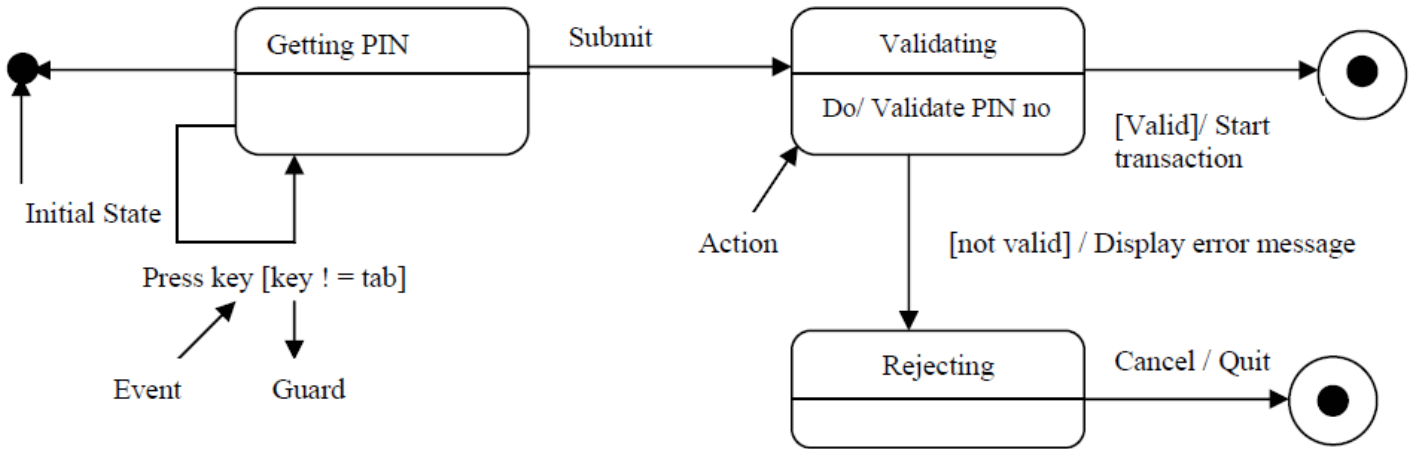 Getting PIN
Submit
Validating
Do/ Validate PIN no
[Valid]/ Start
transaction
Initial State
Action
[not valid] / Display error message
Press key [key ! = tab]
Event
Guard
Rejecting
Cancel / Quit